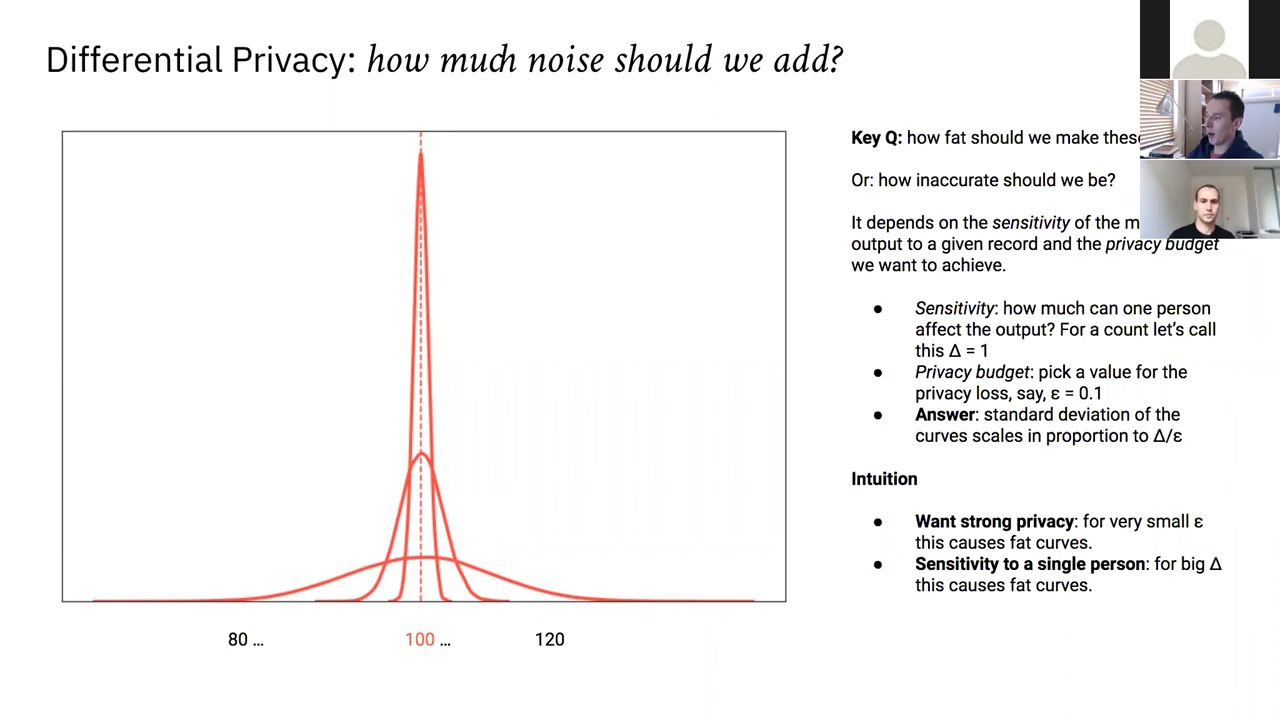 Differential Privacy: how much noise should we add?
Key Q: how fat should we make these
Or: how inaccurate should we be?
It depends on the sensitivity of the
output to a given record and the privacy budget
we want to achieve.
● Sensitivity: how much can one person
affect the output? For a count let's call
this Δ = 1
● Privacy budget: pick a value for the
privacy loss, say, ε = 0.1
● Answer: standard deviation of the
curves scales in proportion to Δ/ε
Intuition
● Want strong privacy: for very small ε
this causes fat curves.
● Sensitivity to a single person: for big Δ
this causes fat curves.
80 ... 100 ... 120